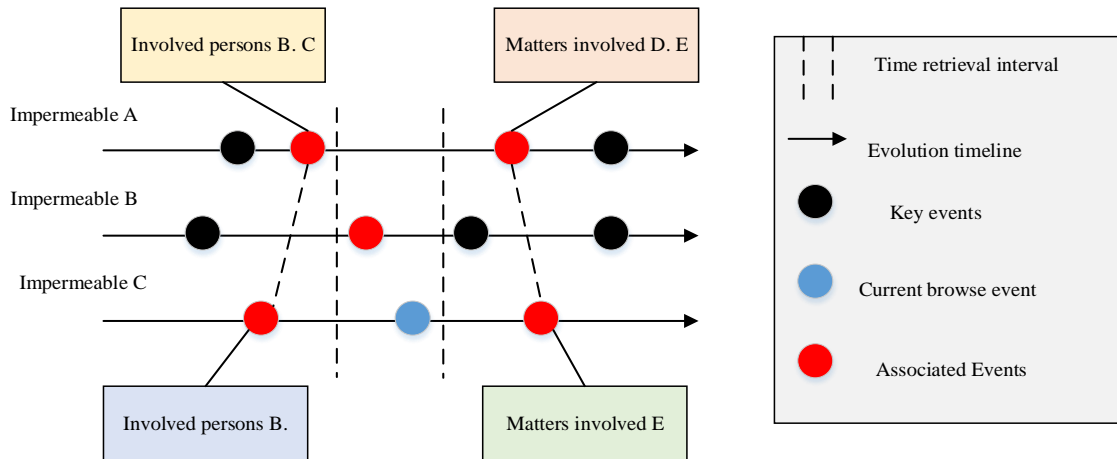 Involved persons B. C
Matters involved D. E
Impermeable A
Impermeable B
Impermeable C
Involved persons B.
Matters involved E
Time retrieval interval
Evolution timeline
Key events
Current browse event
Associated Events